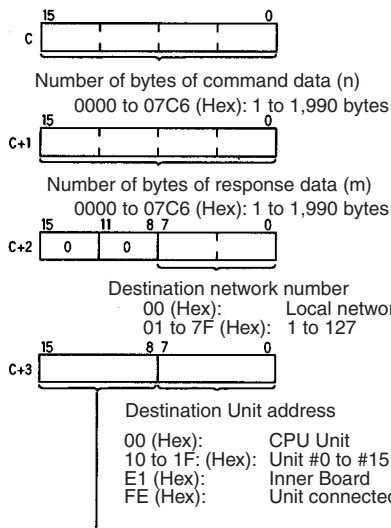 15 0
C
Number of bytes of command data (n)
0000 to 07C6 (Hex): 1 to 1,990 bytes
15 0
C+1
Number of bytes of response data (m)
0000 to 07C6 (Hex): 1 to 1,990 bytes
15 11 8 7 0
C+2 0 0
Destination network number
00 (Hex): Local networ
01 to 7F (Hex): 1 to 127
15 8 7 0
C+3
Destination Unit address
00 (Hex): CPU Unit
10 to 1F: (Hex): Unit #0 to #15
E1 (Hex): Inner Board
FE (Hex): Unit connected